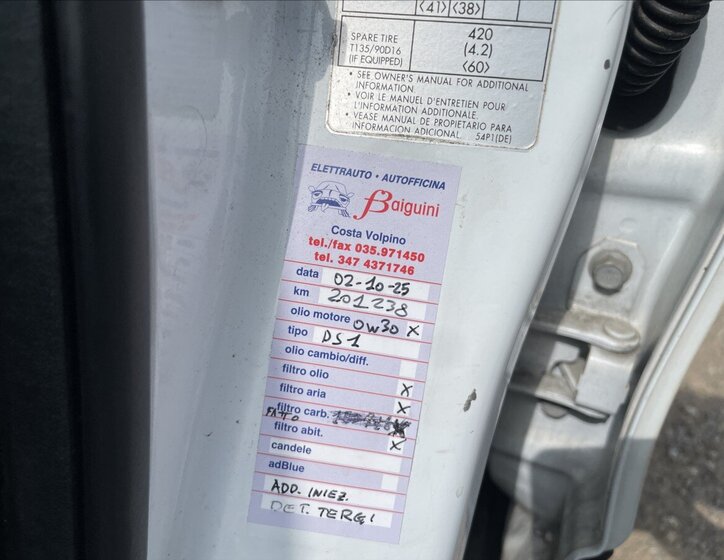 <41> <38>
SPARE TIRE
T135/90D16
(IF EQUIPPED)
420
(4.2)
<60>
• SEE OWNER'S MANUAL FOR ADDITIONAL
INFORMATION
• VOIR LE MANUEL D'ENTRETIEN POUR
L'INFORMATION ADDITIONALE.
• VEASE MANUAL DE PROPIETARIO PARA
INFORMACION ADICIONAL. 54P1(DE)
ELETTRAUTO • AUTOFFICINA
Baiguini
Costa Volpino
tel./fax 035.971450
tel. 347 4371746
data 02-10-25
km 201238
olio motore 0W30 X
tipo DS1
olio cambio/diff.
filtro olio X
filtro aria X
filtro carb. X
FATTO
filtro abit. X
candele
adBlue
ADD. INIEZ.
DET. TERGI